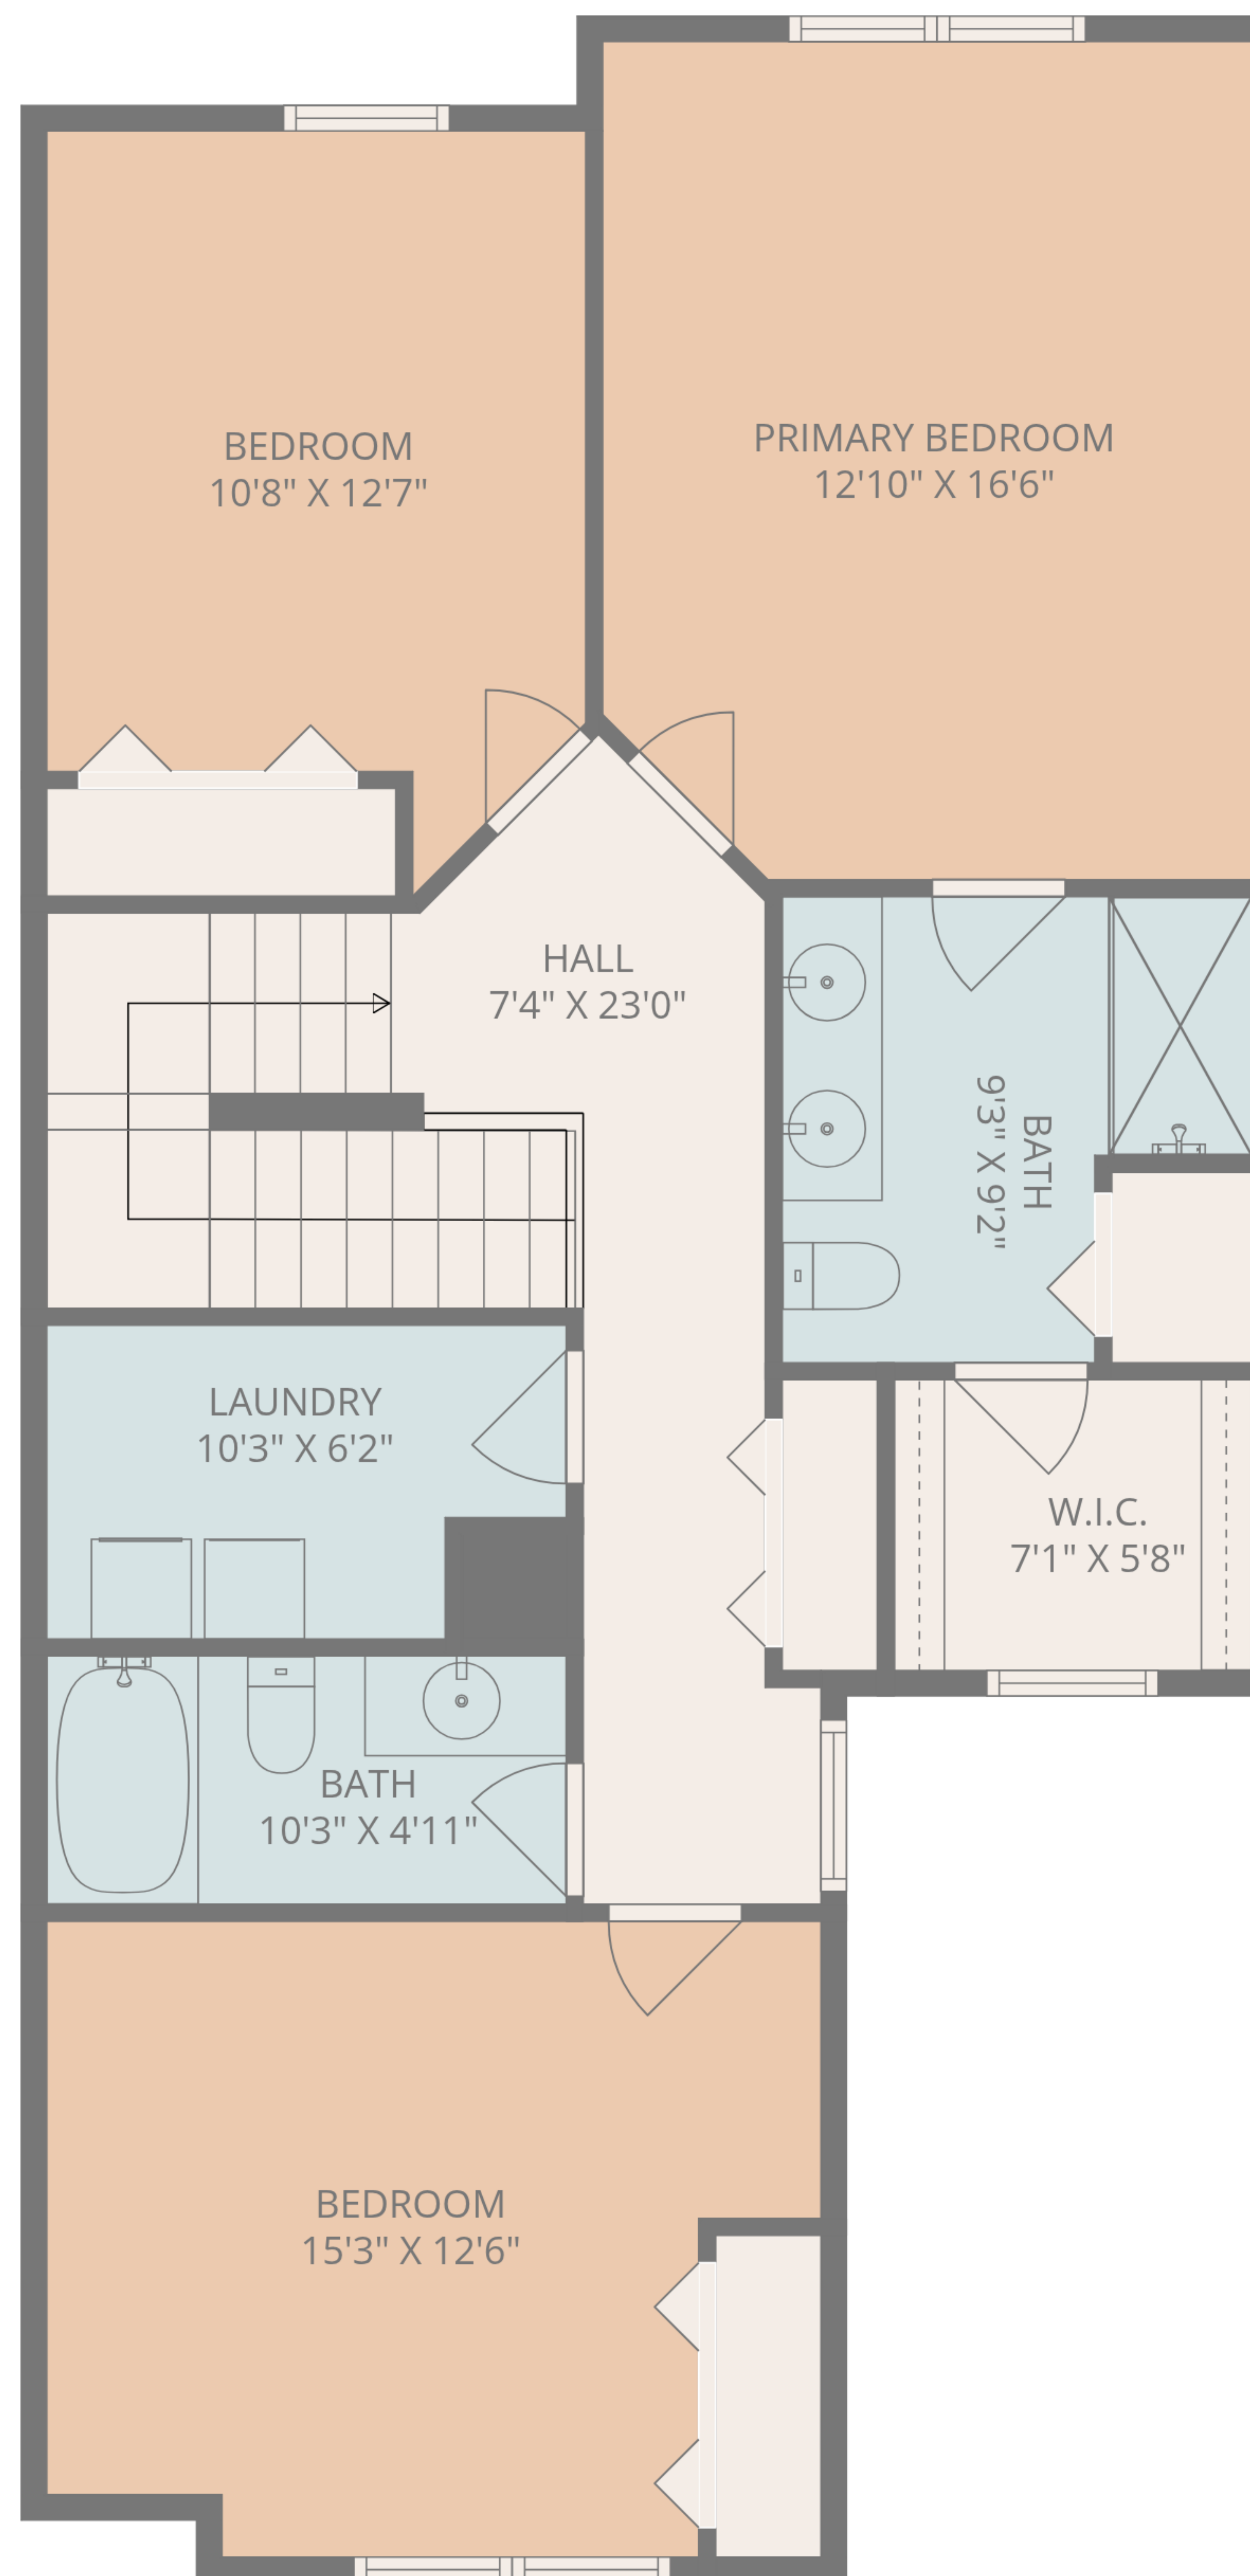 BEDROOM
10'8" X 12'7"
PRIMARY BEDROOM
12'10" X 16'6"
HALL
7'4" X 23'0"
BATH
9'3" X 9'2"
LAUNDRY
10'3" X 6'2"
W.I.C.
7'1" X 5'8"
BATH
10'3" X 4'11"
BEDROOM
15'3" X 12'6"